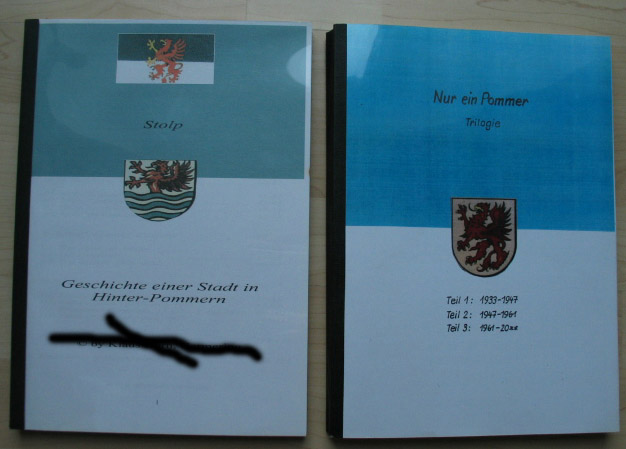 Stolp
Geschichte einer Stadt in
Hinter-Pommern
Nur ein Pommer
Trilogie
Teil 1: 1933-1947
Teil 2: 1947-1961
Teil 3: 1961-20**